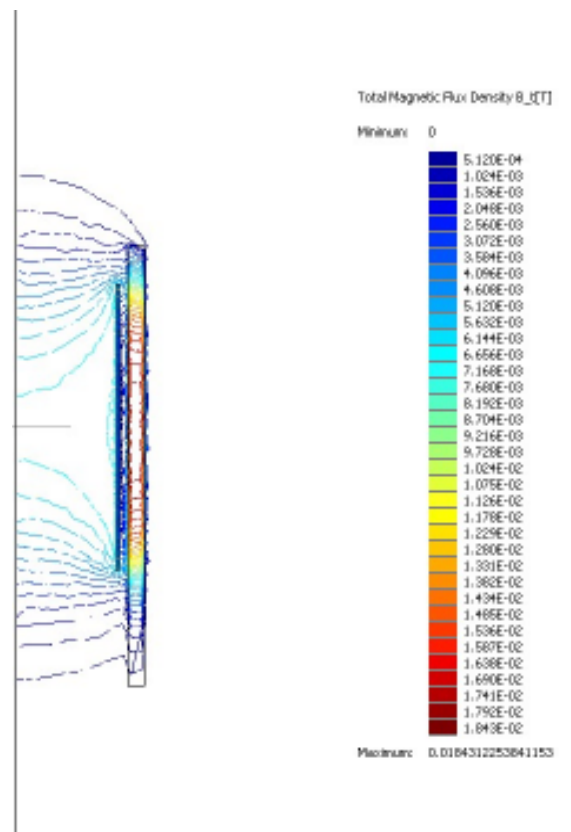 Total Magnetic Flux Density B_t[T]
Minimum: 0
5.120E-04
1.024E-03
1.536E-03
2.048E-03
2.560E-03
3.072E-03
3.584E-03
4.096E-03
4.608E-03
5.120E-03
5.632E-03
6.144E-03
6.656E-03
7.168E-03
7.680E-03
8.192E-03
8.704E-03
9.216E-03
9.728E-03
1.024E-02
1.075E-02
1.126E-02
1.178E-02
1.229E-02
1.280E-02
1.331E-02
1.382E-02
1.434E-02
1.485E-02
1.536E-02
1.587E-02
1.638E-02
1.690E-02
1.741E-02
1.792E-02
1.843E-02
Maximum: 0.0184312253841153